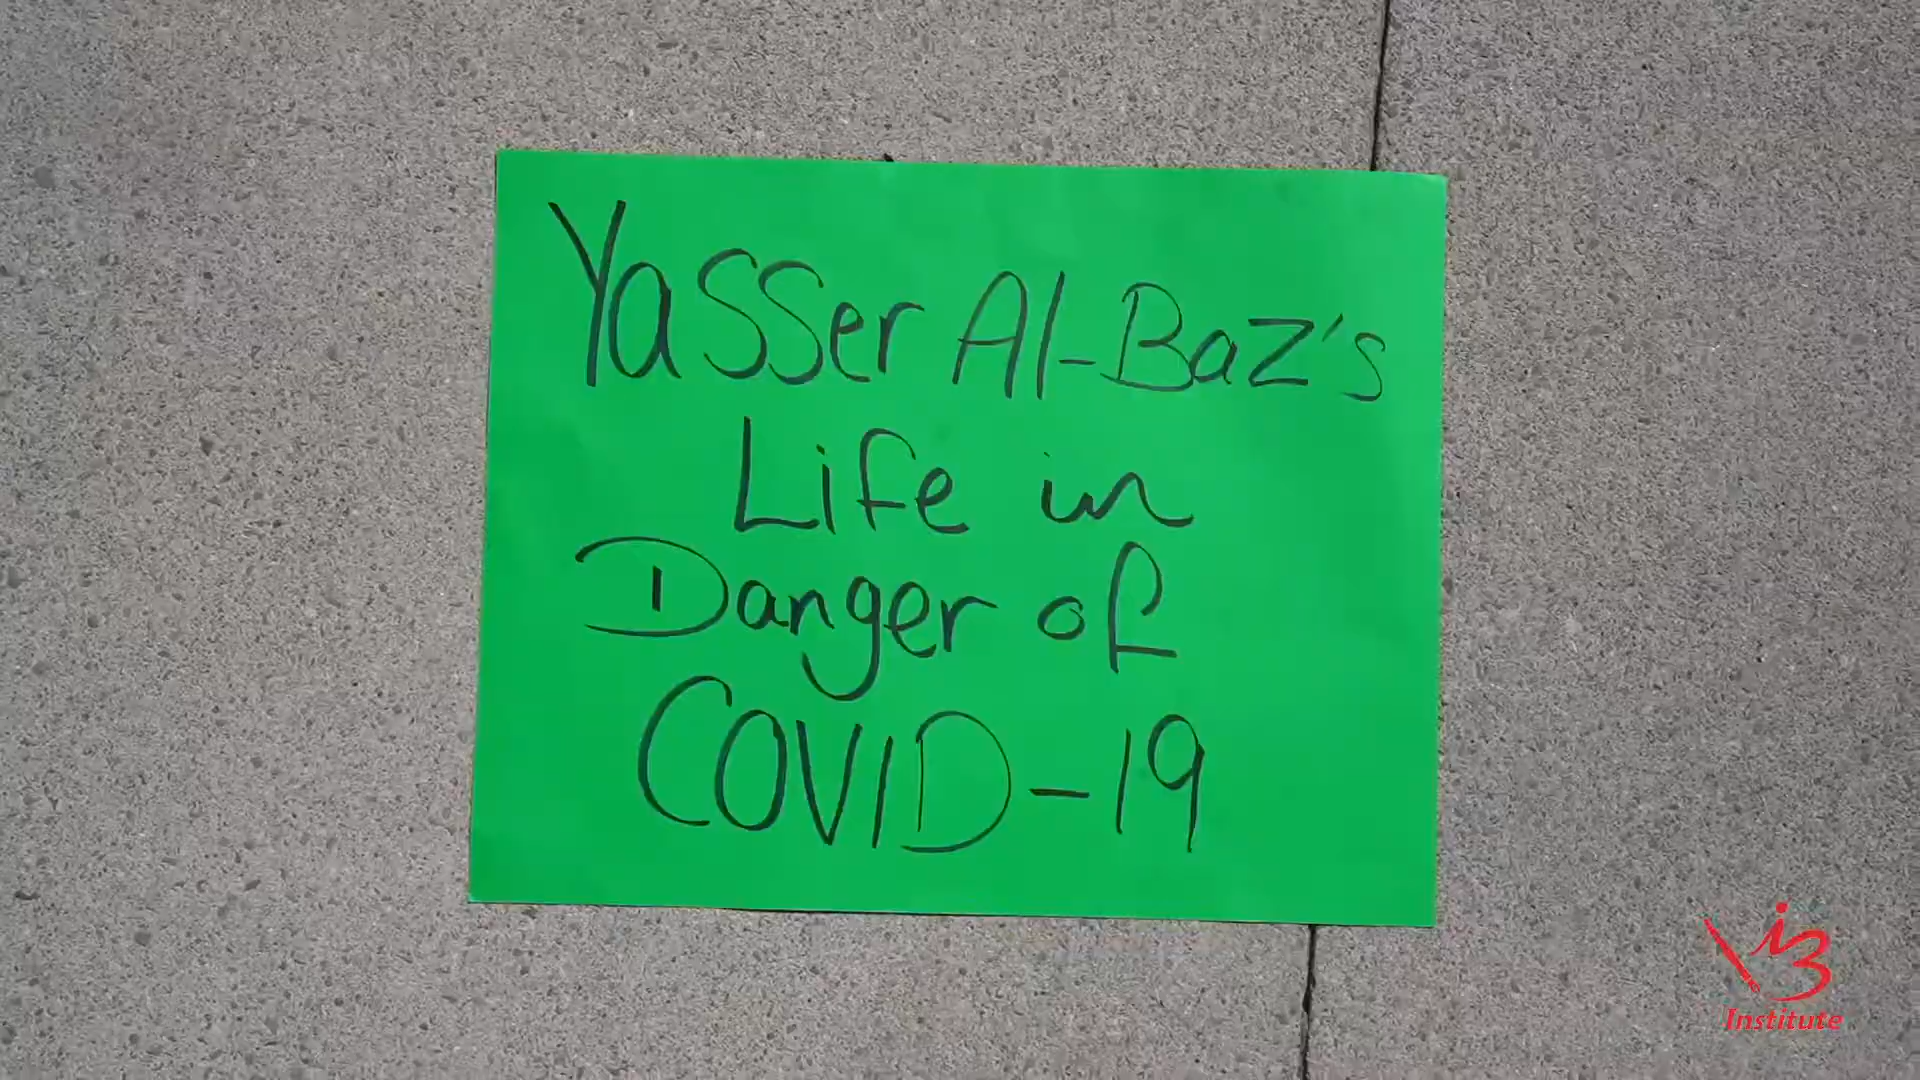 Yasser Al-Baz's
Life in
Danger of
COVID-19
Institute